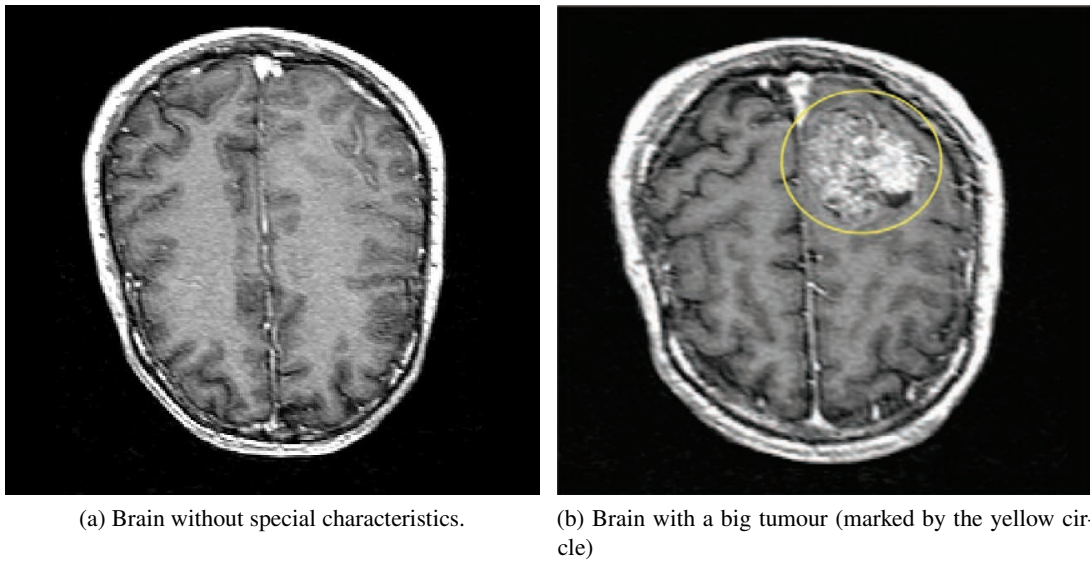 (a) Brain without special characteristics.
(b) Brain with a big tumour (marked by the yellow cir-
cle)